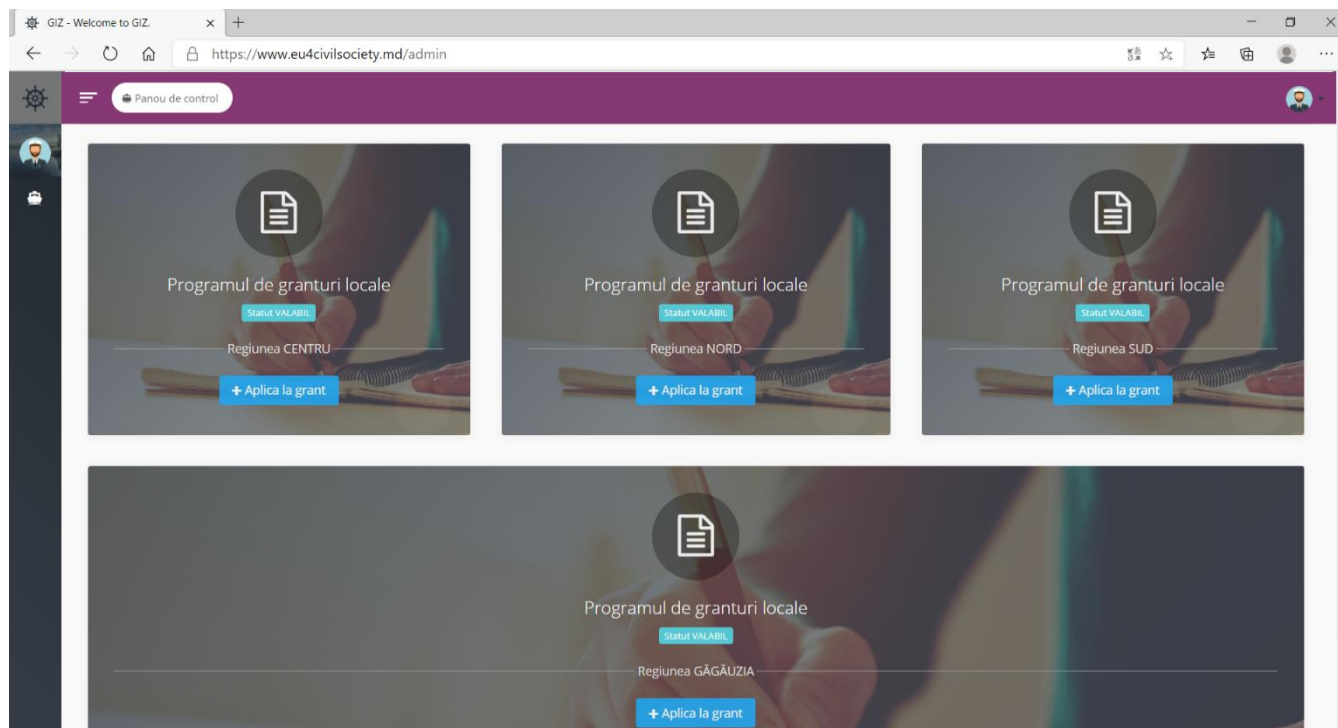 GIZ - Welcome to GIZ.
https://www.eu4civilsociety.md/admin
Panou de control
Programul de granturi locale
Statut VALABIL
Regiunea CENTRU
+ Aplica la grant
Programul de granturi locale
Statut VALABIL
Regiunea NORD
+ Aplica la grant
Programul de granturi locale
Statut VALABIL
Regiunea SUD
+ Aplica la grant
Programul de granturi locale
Statut VALABIL
Regiunea GĂGĂUZIA
+ Aplica la grant